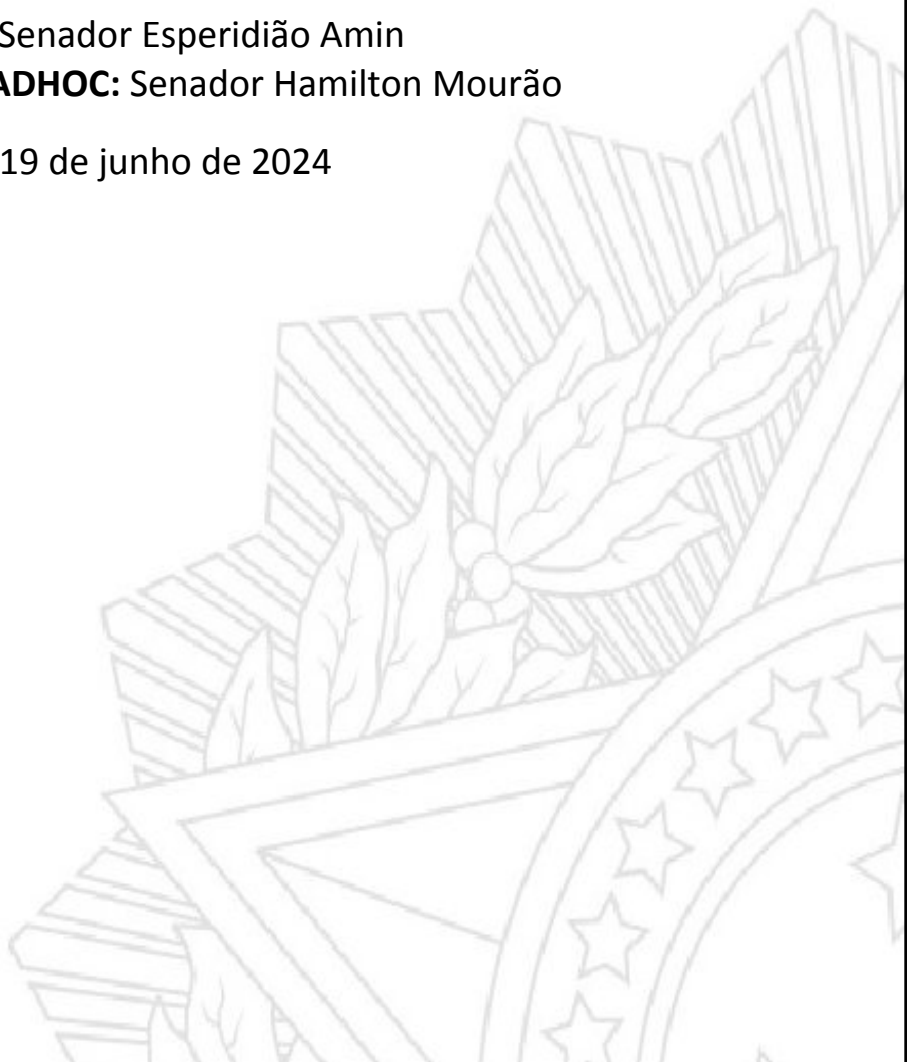 Senador Esperidião Amin
ADHOC: Senador Hamilton Mourão
19 de junho de 2024